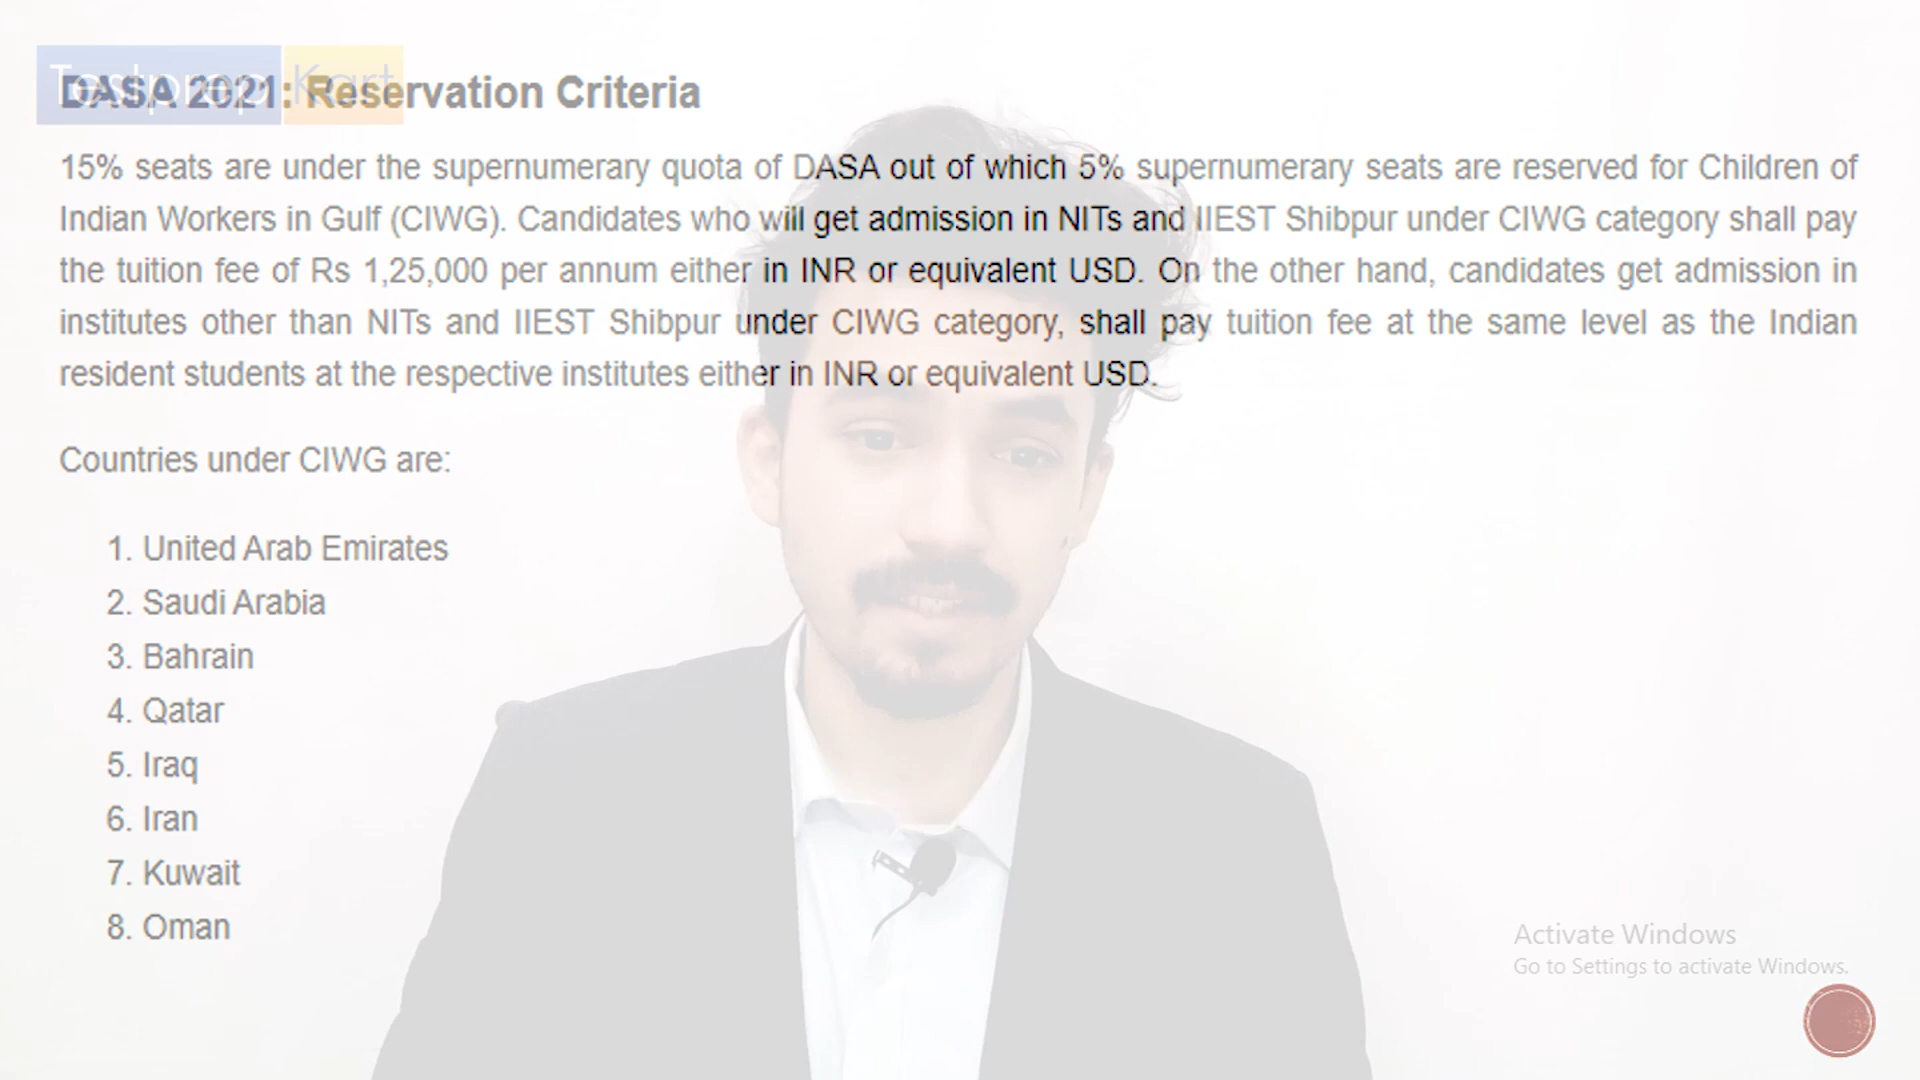 Testprep Kart
DASA 2021: Reservation Criteria
15% seats are under the supernumerary quota of DASA out of which 5% supernumerary seats are reserved for Children of
Indian Workers in Gulf (CIWG). Candidates who will get admission in NITs and IIEST Shibpur under CIWG category shall pay
the tuition fee of Rs 1,25,000 per annum either in INR or equivalent USD. On the other hand, candidates get admission in
institutes other than NITs and IIEST Shibpur under CIWG category, shall pay tuition fee at the same level as the Indian
resident students at the respective institutes either in INR or equivalent USD.
Countries under CIWG are:
1. United Arab Emirates
2. Saudi Arabia
3. Bahrain
4. Qatar
5. Iraq
6. Iran
7. Kuwait
8. Oman
Activate Windows
Go to Settings to activate Windows.